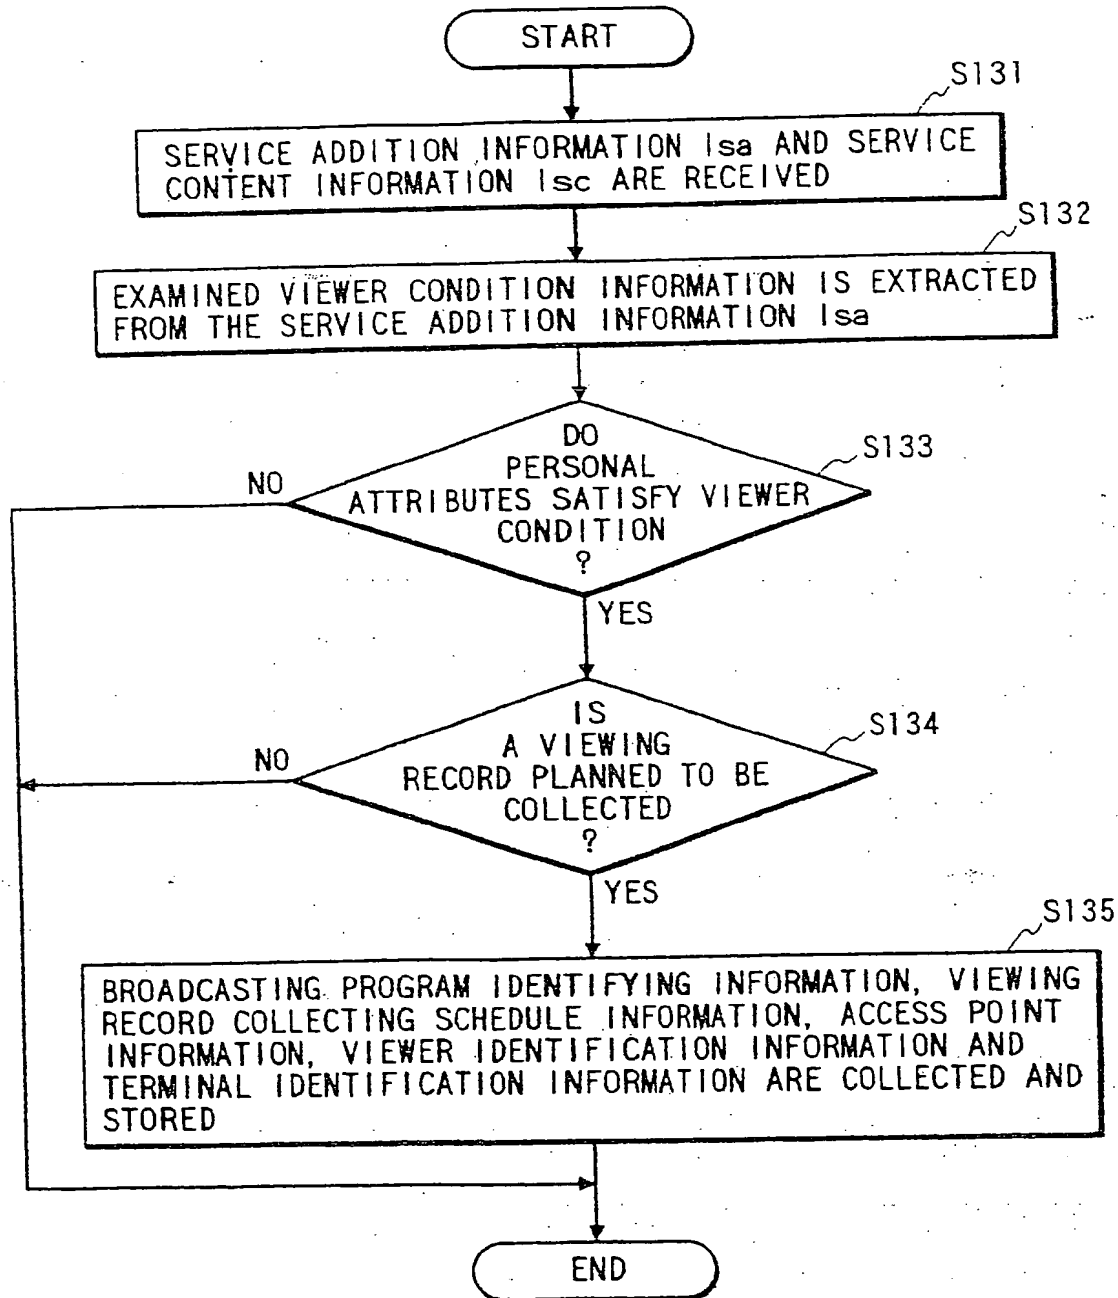 START
S131
SERVICE ADDITION INFORMATION Isa AND SERVICE
CONTENT INFORMATION Isc ARE RECEIVED
S132
EXAMINED VIEWER CONDITION INFORMATION IS EXTRACTED
FROM THE SERVICE ADDITION INFORMATION Isa
S133
DO
PERSONAL
ATTRIBUTES SATISFY VIEWER
CONDITION
?
NO
YES
S134
IS
A VIEWING
RECORD PLANNED TO BE
COLLECTED
?
NO
YES
S135
BROADCASTING PROGRAM IDENTIFYING INFORMATION, VIEWING
RECORD COLLECTING SCHEDULE INFORMATION, ACCESS POINT
INFORMATION, VIEWER IDENTIFICATION INFORMATION AND
TERMINAL IDENTIFICATION INFORMATION ARE COLLECTED AND
STORED
END